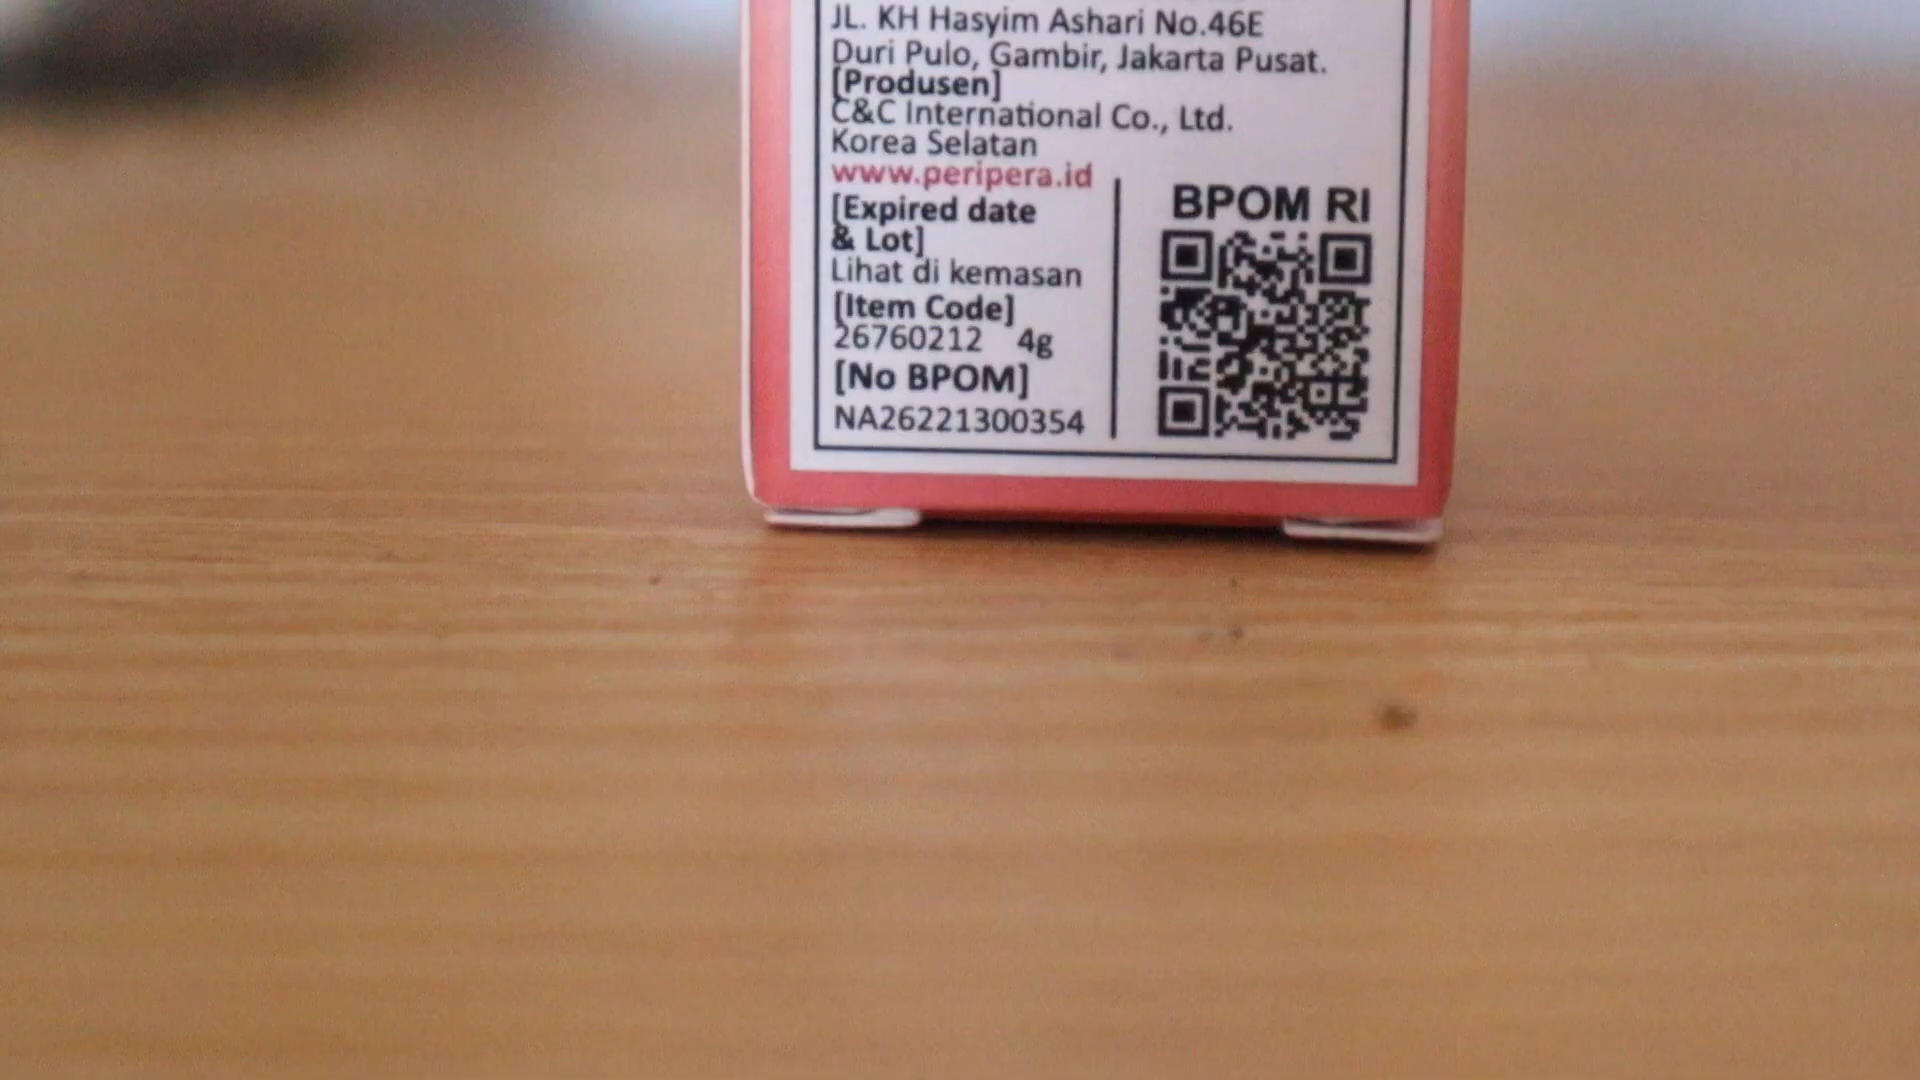 JL. KH Hasyim Ashari No.46E
Duri Pulo, Gambir, Jakarta Pusat.
[Produsen]
C&C International Co., Ltd.
Korea Selatan
www.peripera.id
[Expired date
& Lot]
Lihat di kemasan
[Item Code]
26760212 4g
[No BPOM]
NA26221300354
BPOM RI